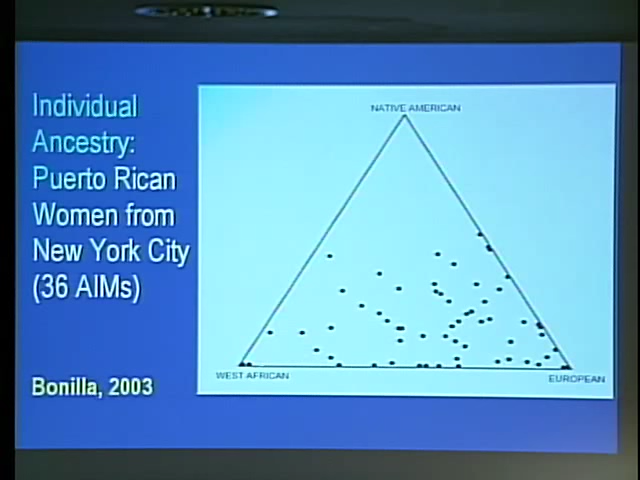 Individual
Ancestry:
Puerto Rican
Women from
New York City
(36 AIMs)
Bonilla, 2003
NATIVE AMERICAN
WEST AFRICAN
EUROPEAN